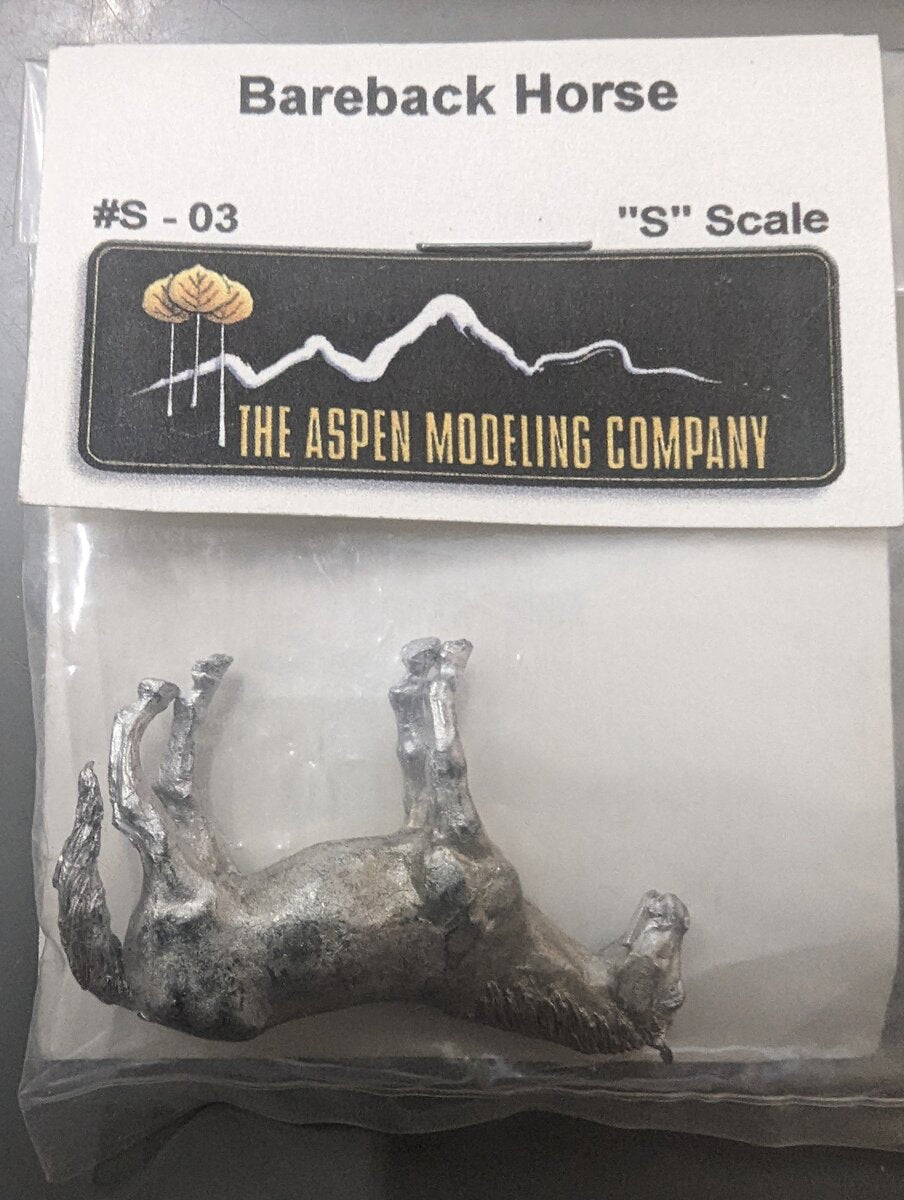 Bareback Horse
#S - 03
"S" Scale
THE ASPEN MODELING COMPANY